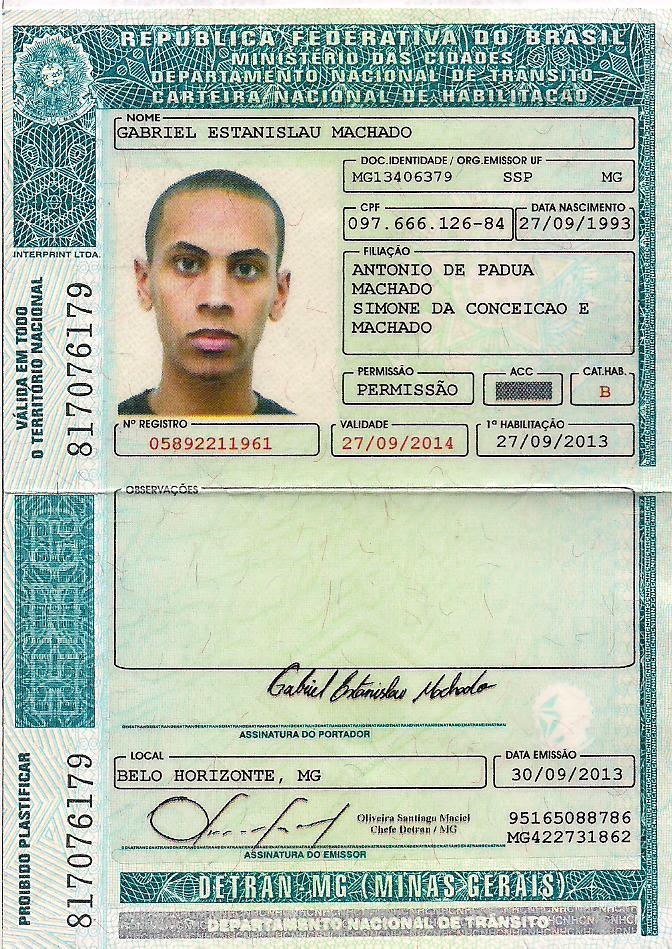 REPÚBLICA FEDERATIVA DO BRASIL
MINISTÉRIO DAS CIDADES
DEPARTAMENTO NACIONAL DE TRÂNSITO
CARTEIRA NACIONAL DE HABILITAÇÃO
NOME
GABRIEL ESTANISLAU MACHADO
DOC.IDENTIDADE / ORG.EMISSOR UF
MG13406379 SSP MG
CPF
097.666.126-84
DATA NASCIMENTO
27/09/1993
FILIAÇÃO
ANTONIO DE PADUA
MACHADO
SIMONE DA CONCEICAO E
MACHADO
PERMISSÃO
PERMISSÃO
ACC
CAT.HAB.
B
Nº REGISTRO
05892211961
VALIDADE
27/09/2014
1ª HABILITAÇÃO
27/09/2013
INTERPRINT LTDA.
VÁLIDA EM TODO
O TERRITÓRIO NACIONAL
817076179
OBSERVAÇÕES
Gabriel Estanislau Machado
ASSINATURA DO PORTADOR
LOCAL
BELO HORIZONTE, MG
DATA EMISSÃO
30/09/2013
Oliveira Santiago Maciel
Chefe Detran / MG
95165088786
MG422731862
ASSINATURA DO EMISSOR
PROIBIDO PLASTIFICAR
817076179
DETRAN-MG (MINAS GERAIS)
DEPARTAMENTO NACIONAL DE TRÂNSITO